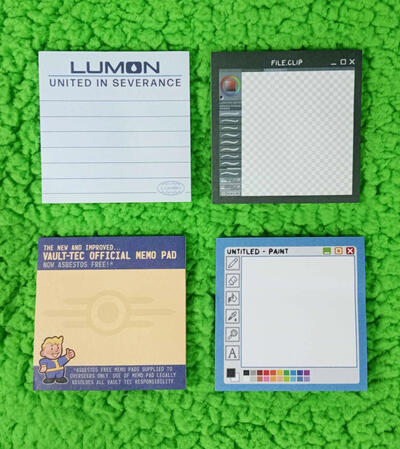 LUMON
UNITED IN SEVERANCE
LUMON
FILE.CLIP
THE NEW AND IMPROVED...
VAULT-TEC OFFICIAL MEMO PAD
NOW ASBESTOS FREE!*
*ASBESTOS FREE MEMO PADS SUPPLIED TO
OVERSEERS ONLY. USE OF MEMO PAD LEGALLY
ABSOLVES ALL VAULT TEC RESPONSIBILITY.
UNTITLED - PAINT
A